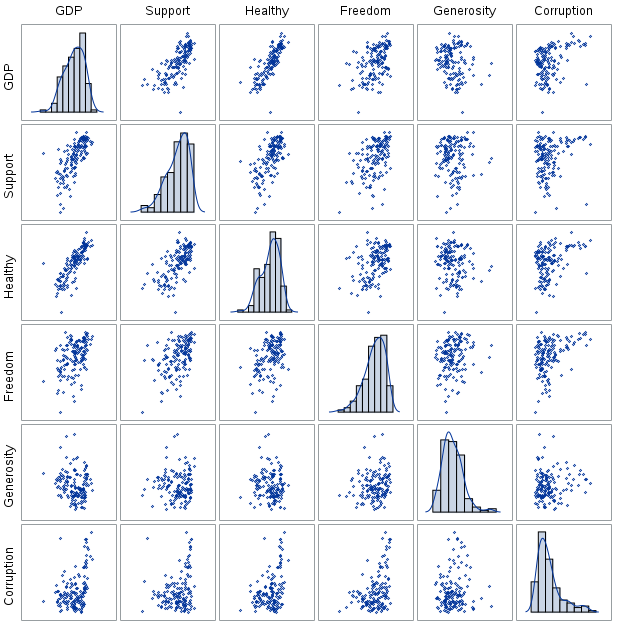 GDP Support Healthy Freedom Generosity Corruption
GDP
Support
Healthy
Freedom
Generosity
Corruption